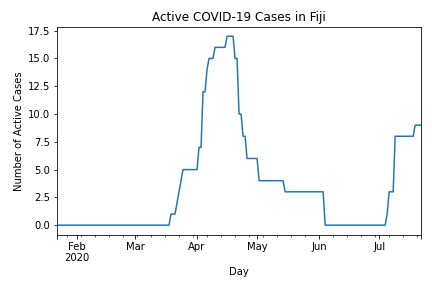 Active COVID-19 Cases in Fiji
Number of Active Cases
17.5
15.0
12.5
10.0
7.5
5.0
2.5
0.0
Feb Mar Apr May Jun Jul
2020
Day